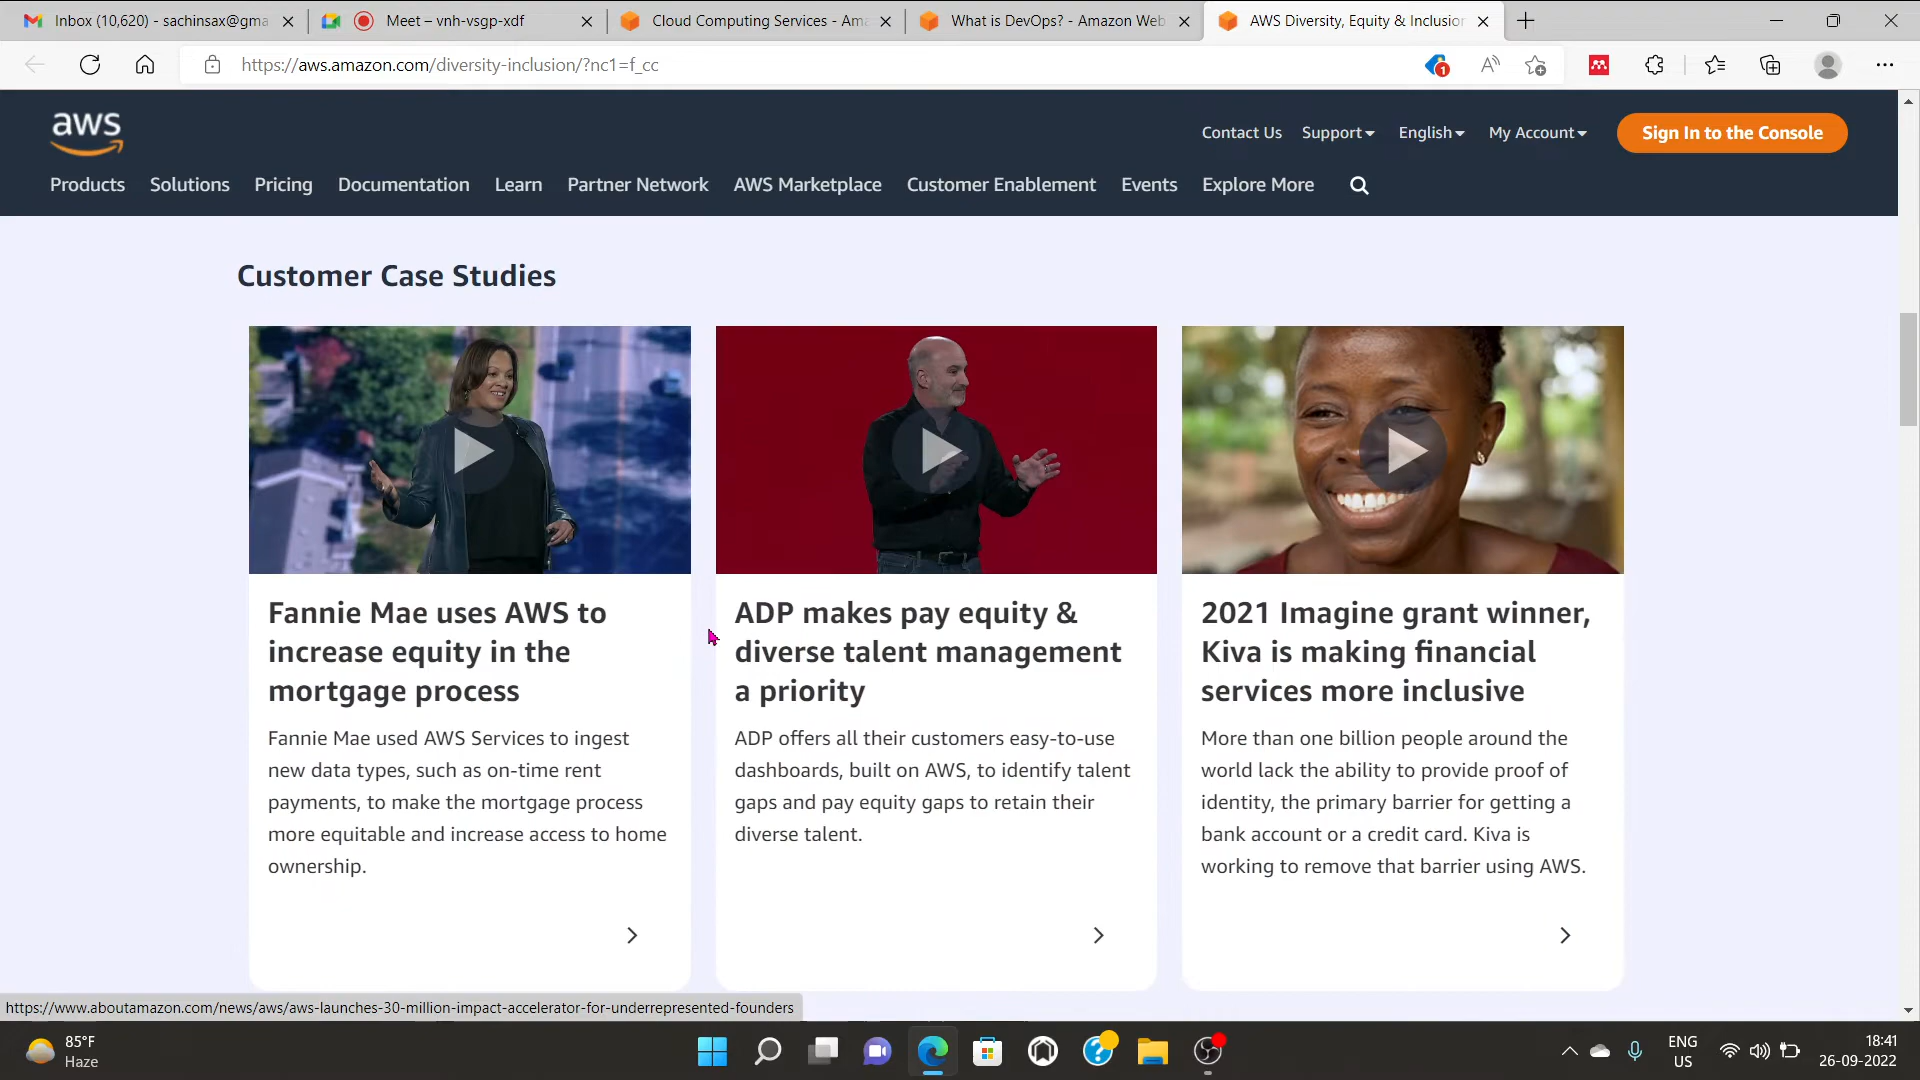 Inbox (10,620) - sachinsax@gma
Meet – vnh-vsgp-xdf
Cloud Computing Services - Ama
What is DevOps? - Amazon Web
AWS Diversity, Equity & Inclusion
https://aws.amazon.com/diversity-inclusion/?nc1=f_cc
1
aws
Contact Us
Support
English
My Account
Sign In to the Console
Products
Solutions
Pricing
Documentation
Learn
Partner Network
AWS Marketplace
Customer Enablement
Events
Explore More
Customer Case Studies
Fannie Mae uses AWS to
increase equity in the
mortgage process
Fannie Mae used AWS Services to ingest
new data types, such as on-time rent
payments, to make the mortgage process
more equitable and increase access to home
ownership.
ADP makes pay equity &
diverse talent management
a priority
ADP offers all their customers easy-to-use
dashboards, built on AWS, to identify talent
gaps and pay equity gaps to retain their
diverse talent.
2021 Imagine grant winner,
Kiva is making financial
services more inclusive
More than one billion people around the
world lack the ability to provide proof of
identity, the primary barrier for getting a
bank account or a credit card. Kiva is
working to remove that barrier using AWS.
https://www.aboutamazon.com/news/aws/aws-launches-30-million-impact-accelerator-for-underrepresented-founders
85°F
Haze
ENG
US
18:41
26-09-2022